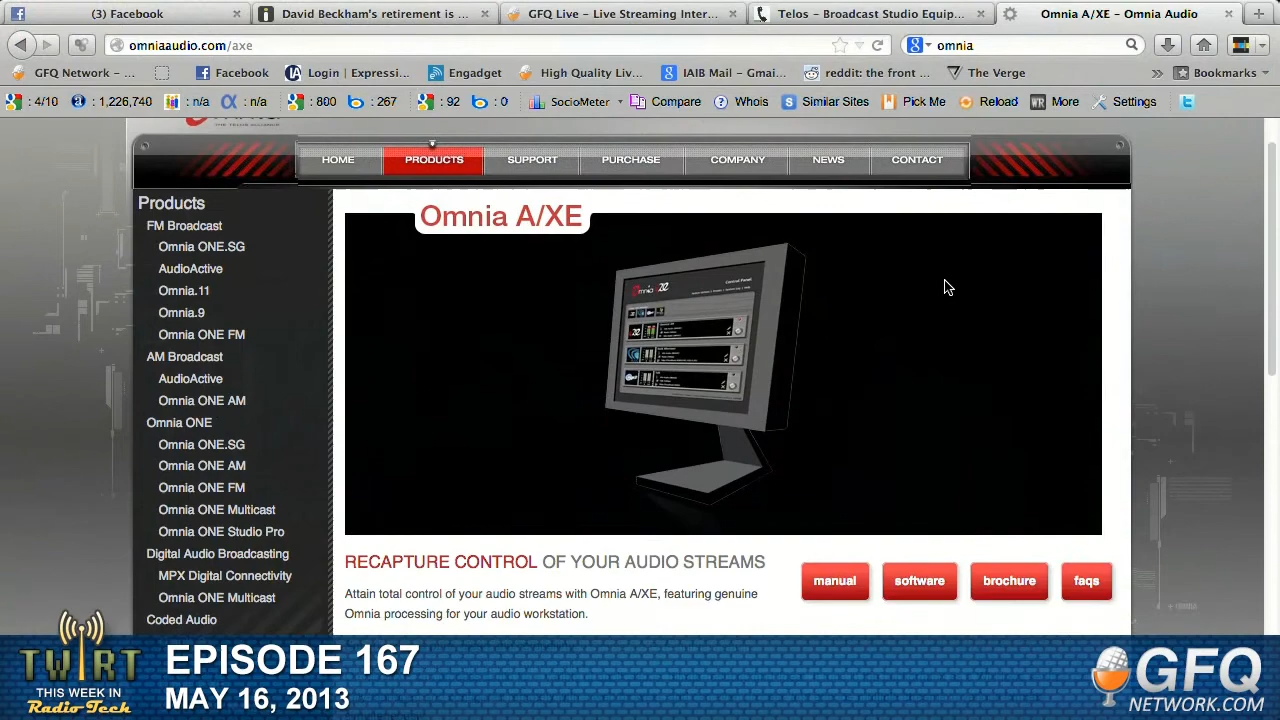 (3) Facebook
David Beckham's retirement is ...
GFQ Live – Live Streaming Inter...
Telos – Broadcast Studio Equip...
Omnia A/XE – Omnia Audio
omniaaudio.com/axe
omnia
GFQ Network – ...
Facebook
Login | Expressi...
Engadget
High Quality Liv...
IAIB Mail – Gmai...
reddit: the front ...
The Verge
Bookmarks
: 4/10
: 1,226,740
: n/a
: n/a
: 800
: 267
: 92
: 0
SocioMeter
Compare
Whois
Similar Sites
Pick Me
Reload
WR More
Settings
HOME
PRODUCTS
SUPPORT
PURCHASE
COMPANY
NEWS
CONTACT
Products
FM Broadcast
Omnia ONE.SG
AudioActive
Omnia.11
Omnia.9
Omnia ONE FM
AM Broadcast
AudioActive
Omnia ONE AM
Omnia ONE
Omnia ONE.SG
Omnia ONE AM
Omnia ONE FM
Omnia ONE Multicast
Omnia ONE Studio Pro
Digital Audio Broadcasting
MPX Digital Connectivity
Omnia ONE Multicast
Coded Audio
Omnia A/XE
Control Panel
RECAPTURE CONTROL OF YOUR AUDIO STREAMS
Attain total control of your audio streams with Omnia A/XE, featuring genuine
Omnia processing for your audio workstation.
manual
software
brochure
faqs
TWIRT
THIS WEEK IN
Radio Tech
EPISODE 167
MAY 16, 2013
GFQ
NETWORK.COM